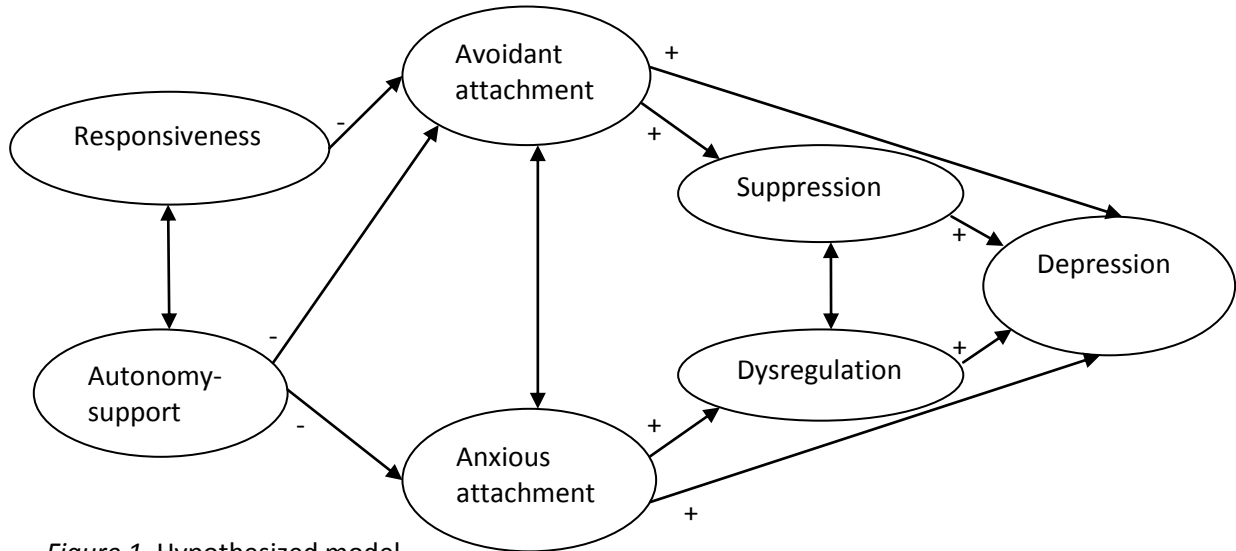 Avoidant
attachment
+
Responsiveness
-
+
Suppression
+
Depression
-
Autonomy-
support
-
Dysregulation
+
+
Anxious
attachment
+
Figure 1. Hypothesized model